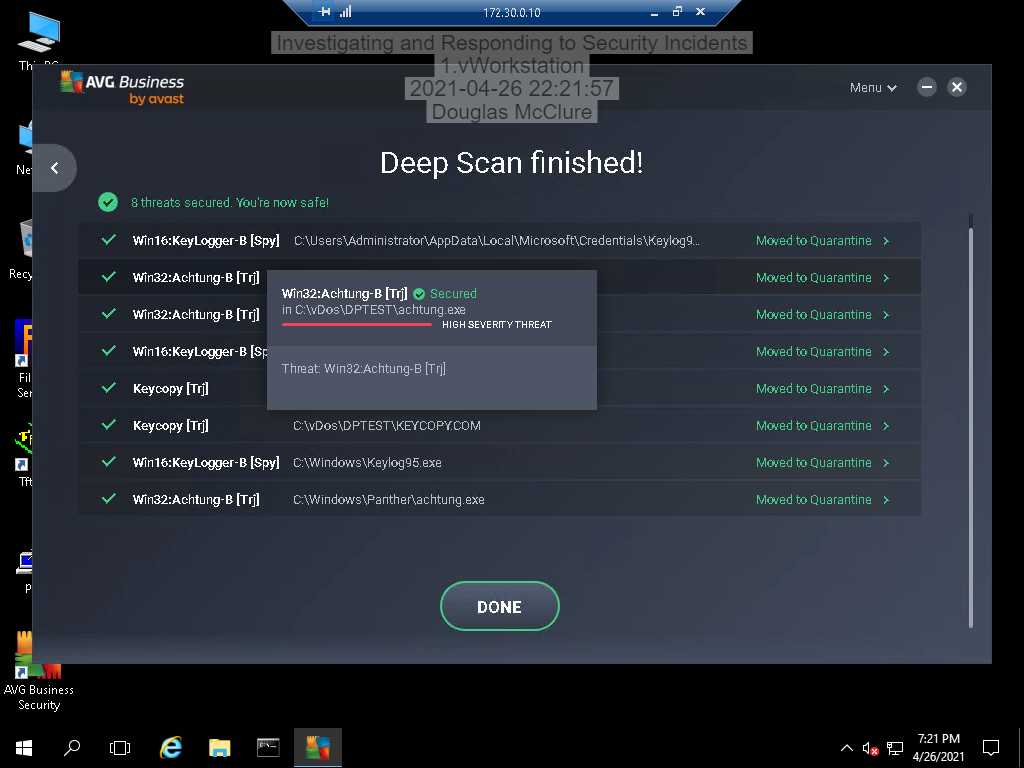 172.30.0.10
Investigating and Responding to Security Incidents
1.vWorkstation
2021-04-26 22:21:57
Douglas McClure
AVG Business
by avast
Menu
Deep Scan finished!
8 threats secured. You're now safe!
Win16:KeyLogger-B [Spy] C:\Users\Administrator\AppData\Local\Microsoft\Credentials\Keylog9... Moved to Quarantine
Win32:Achtung-B [Trj] Moved to Quarantine
Win32:Achtung-B [Trj] Secured
in C:\vDos\DPTEST\achtung.exe
HIGH SEVERITY THREAT
Threat: Win32:Achtung-B [Trj]
Win32:Achtung-B [Trj] Moved to Quarantine
Win16:KeyLogger-B [Sp Moved to Quarantine
Keycopy [Trj] Moved to Quarantine
Keycopy [Trj] C:\vDos\DPTEST\KEYCOPY.COM Moved to Quarantine
Win16:KeyLogger-B [Spy] C:\Windows\Keylog95.exe Moved to Quarantine
Win32:Achtung-B [Trj] C:\Windows\Panther\achtung.exe Moved to Quarantine
DONE
Th
Ne
Recy
Fil
Ser
Tft
p
AVG Business
Security
7:21 PM
4/26/2021